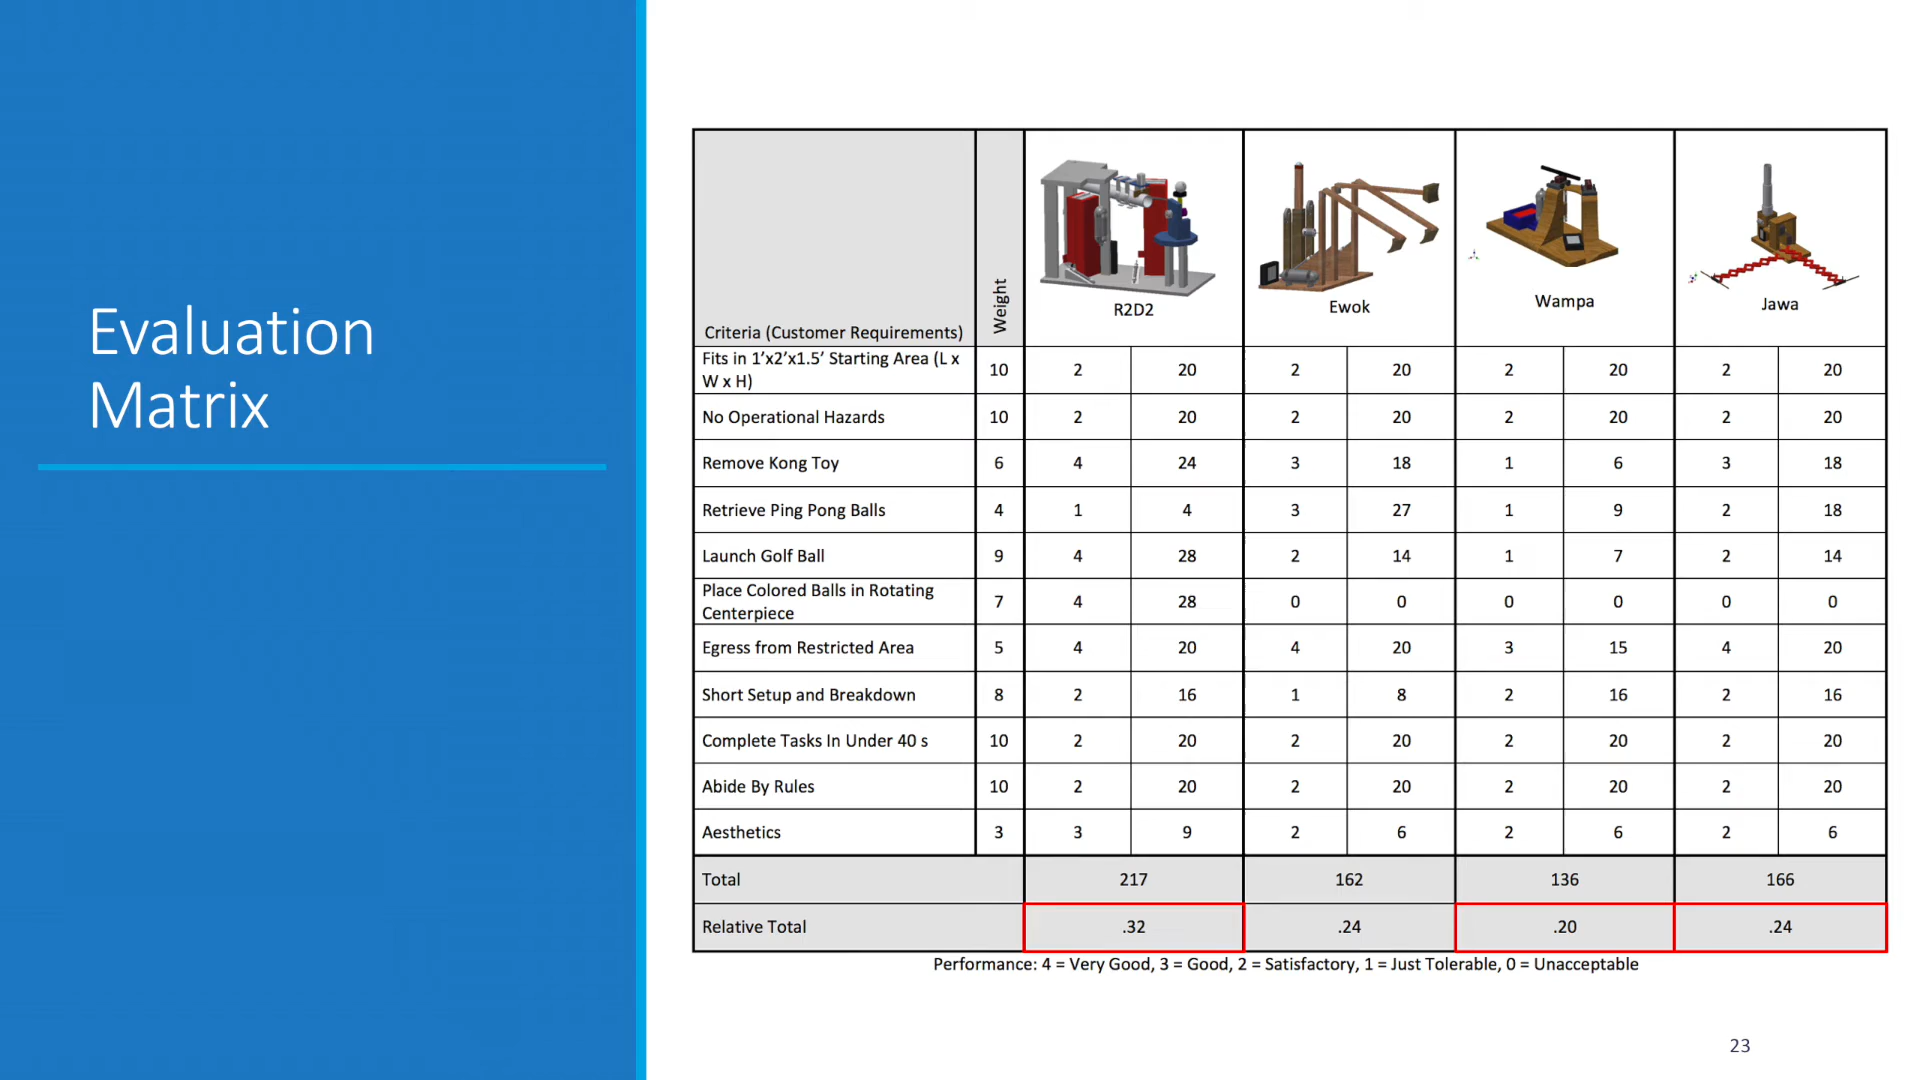 Evaluation
Matrix
Criteria (Customer Requirements) Weight R2D2 Ewok Wampa Jawa
Fits in 1’x2’x1.5’ Starting Area (L x
W x H) 10 2 20 2 20 2 20 2 20
No Operational Hazards 10 2 20 2 20 2 20 2 20
Remove Kong Toy 6 4 24 3 18 1 6 3 18
Retrieve Ping Pong Balls 4 1 4 3 27 1 9 2 18
Launch Golf Ball 9 4 28 2 14 1 7 2 14
Place Colored Balls in Rotating
Centerpiece 7 4 28 0 0 0 0 0 0
Egress from Restricted Area 5 4 20 4 20 3 15 4 20
Short Setup and Breakdown 8 2 16 1 8 2 16 2 16
Complete Tasks In Under 40 s 10 2 20 2 20 2 20 2 20
Abide By Rules 10 2 20 2 20 2 20 2 20
Aesthetics 3 3 9 2 6 2 6 2 6
Total 217 162 136 166
Relative Total .32 .24 .20 .24
Performance: 4 = Very Good, 3 = Good, 2 = Satisfactory, 1 = Just Tolerable, 0 = Unacceptable
23